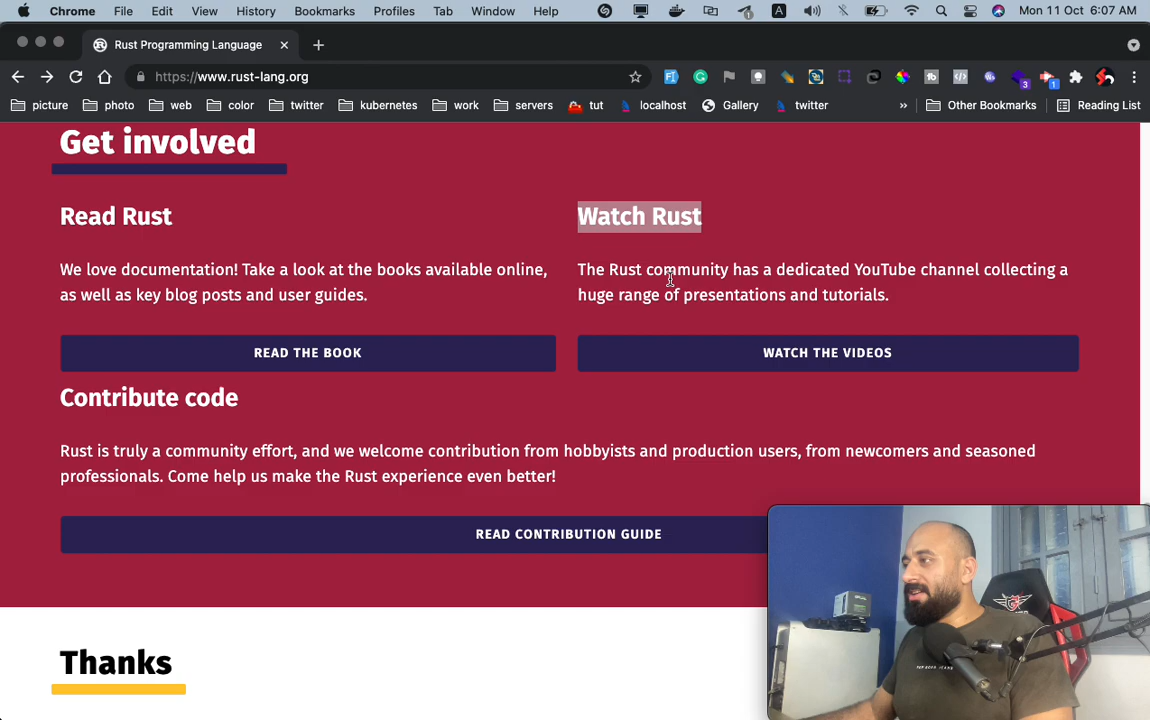 Chrome File Edit View History Bookmarks Profiles Tab Window Help A Mon 11 Oct 6:07 AM
Rust Programming Language
https://www.rust-lang.org
3
1
picture photo web color twitter kubernetes work servers tut localhost Gallery twitter » Other Bookmarks Reading List
Get involved
Read Rust
We love documentation! Take a look at the books available online,
as well as key blog posts and user guides.
READ THE BOOK
Watch Rust
The Rust community has a dedicated YouTube channel collecting a
huge range of presentations and tutorials.
WATCH THE VIDEOS
Contribute code
Rust is truly a community effort, and we welcome contribution from hobbyists and production users, from newcomers and seasoned
professionals. Come help us make the Rust experience even better!
READ CONTRIBUTION GUIDE
Thanks